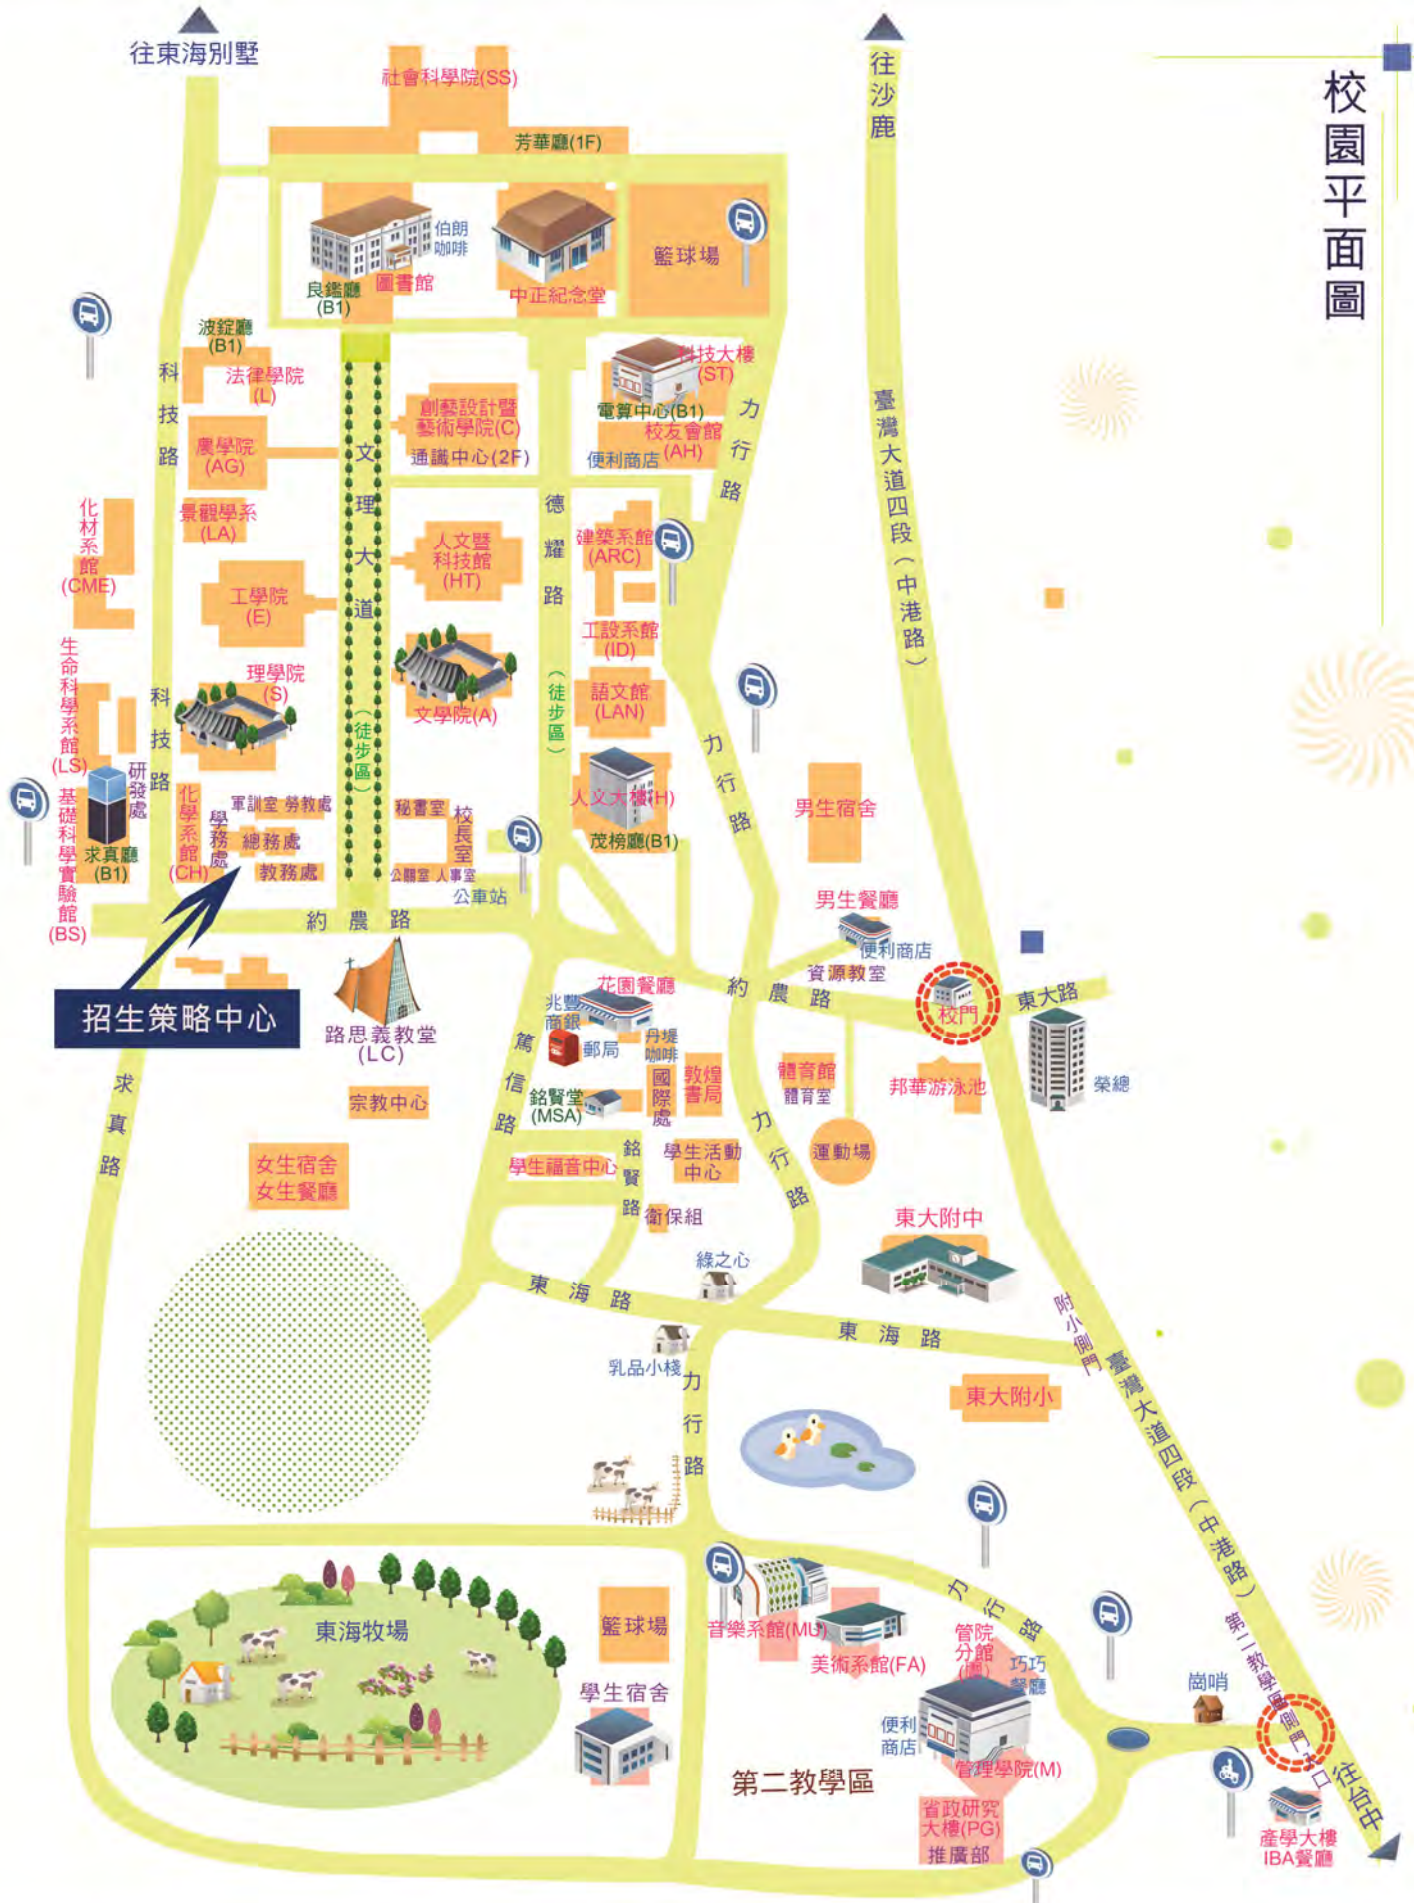 校園平面圖
往東海別墅
往沙鹿
社會科學院(SS)
芳華廳(1F)
伯朗
咖啡
圖書館
良鑑廳
(B1)
中正紀念堂
籃球場
波錠廳
(B1)
法律學院
(L)
科技路
農學院
(AG)
創藝設計暨
藝術學院(C)
通識中心(2F)
科技大樓
(ST)
電算中心(B1)
校友會館
(AH)
便利商店
力行路
臺灣大道四段(中港路)
文理大道
(徒步區)
德耀路
(徒步區)
化材系館
(CME)
景觀學系
(LA)
工學院
(E)
人文暨
科技館
(HT)
建築系館
(ARC)
工設系館
(ID)
生命科學系館
(LS)
理學院
(S)
科技路
文學院(A)
語文館
(LAN)
力行路
研發處
求真廳
(B1)
基礎科學實驗館
(BS)
化學系館
(CH)
軍訓室 勞教處
學務處
總務處
教務處
秘書室
校長室
公關室 人事室
公車站
人文大樓(H)
茂榜廳(B1)
男生宿舍
男生餐廳
便利商店
資源教室
約農路
約農路
校門
東大路
招生策略中心
路思義教堂
(LC)
花園餐廳
兆豐
商銀
郵局
丹堤
咖啡
篤信路
國際處
敦煌
書局
銘賢堂
(MSA)
體育館
體育室
邦華游泳池
榮總
求真路
宗教中心
女生宿舍
女生餐廳
學生福音中心
銘賢路
學生活動
中心
力行路
運動場
衛保組
東大附中
綠之心
東海路
東海路
附小側門
乳品小棧
力行路
東大附小
臺灣大道四段(中港路)
東海牧場
籃球場
學生宿舍
音樂系館(MU)
美術系館(FA)
力行路
管院
分館
巧巧
餐廳
便利
商店
管理學院(M)
第二教學區
省政研究
大樓(PG)
推廣部
崗哨
第二教學區側門
往台中
產學大樓
IBA餐廳